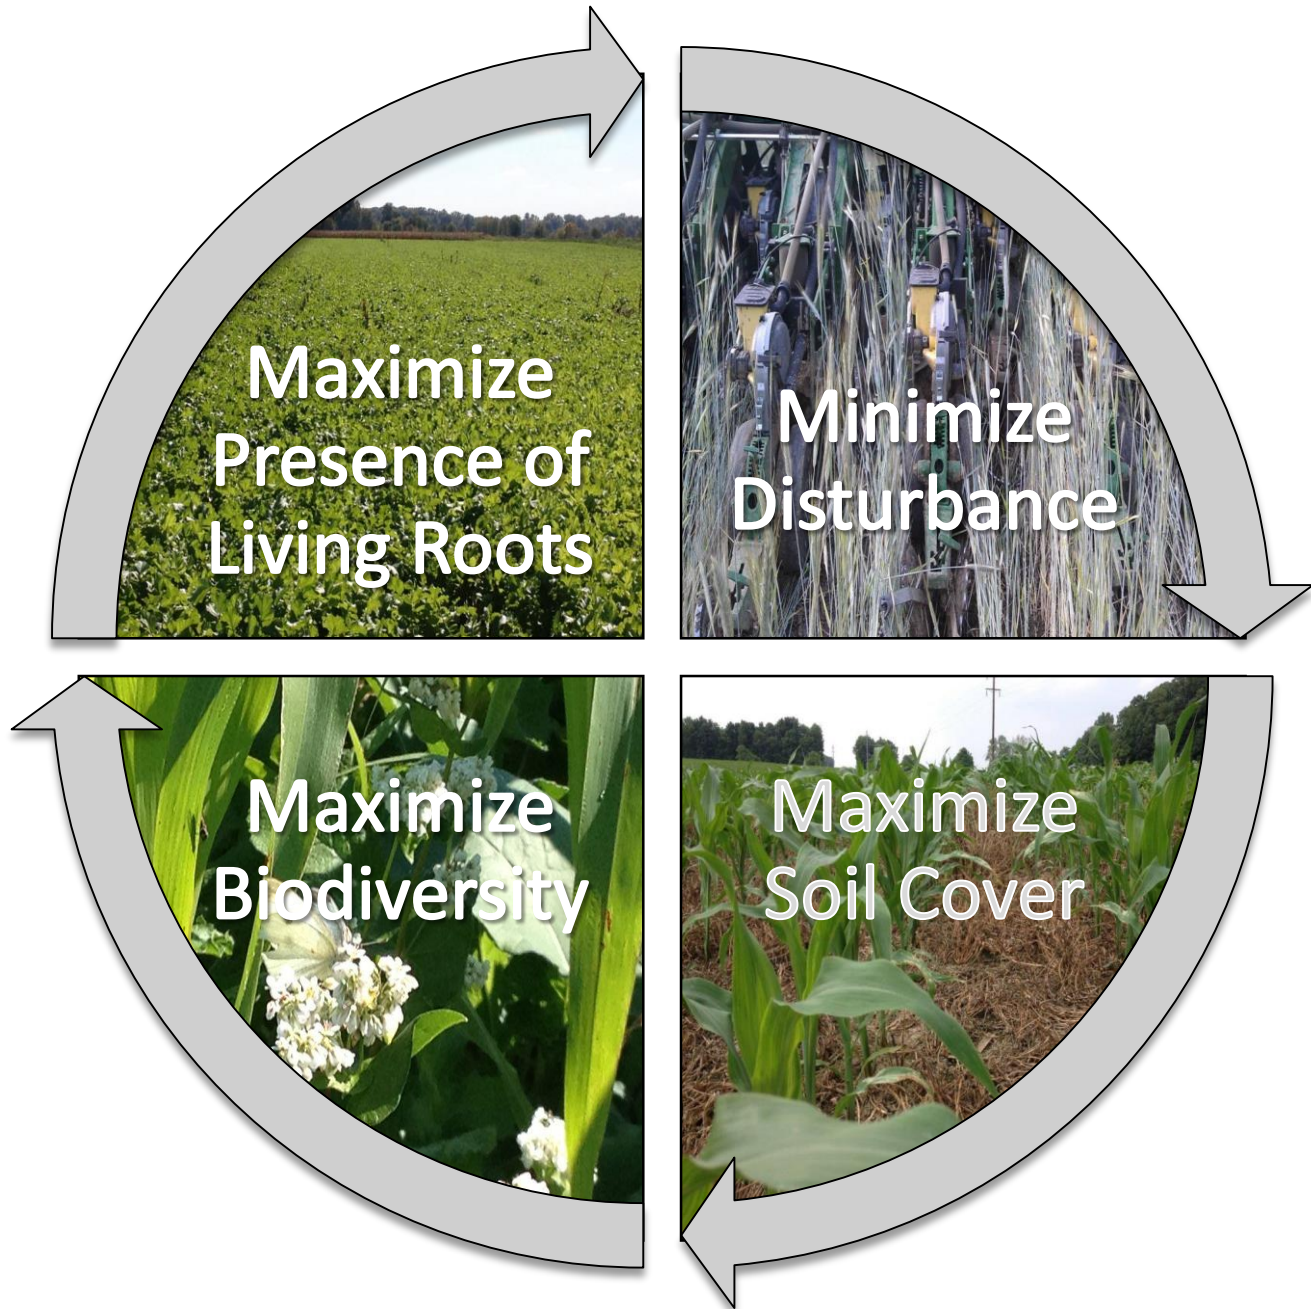 Maximize
Presence of
Living Roots
Minimize
Disturbance
Maximize
Biodiversity
Maximize
Soil Cover